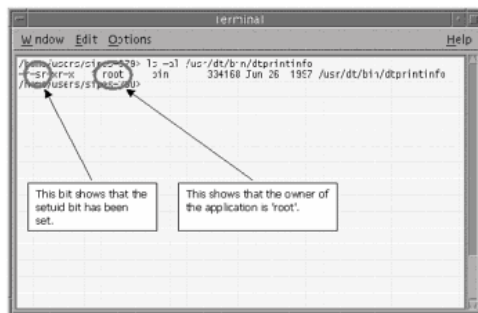 Terminal
Window Edit Options Help
ls -al /usr/dt/bin/dtprintinfo
-r-sr-xr-x root bin 334168 Jun 26 1997 /usr/dt/bin/dtprintinfo
This bit shows that the
setuid bit has been
set.
This shows that the owner of
the application is 'root'.